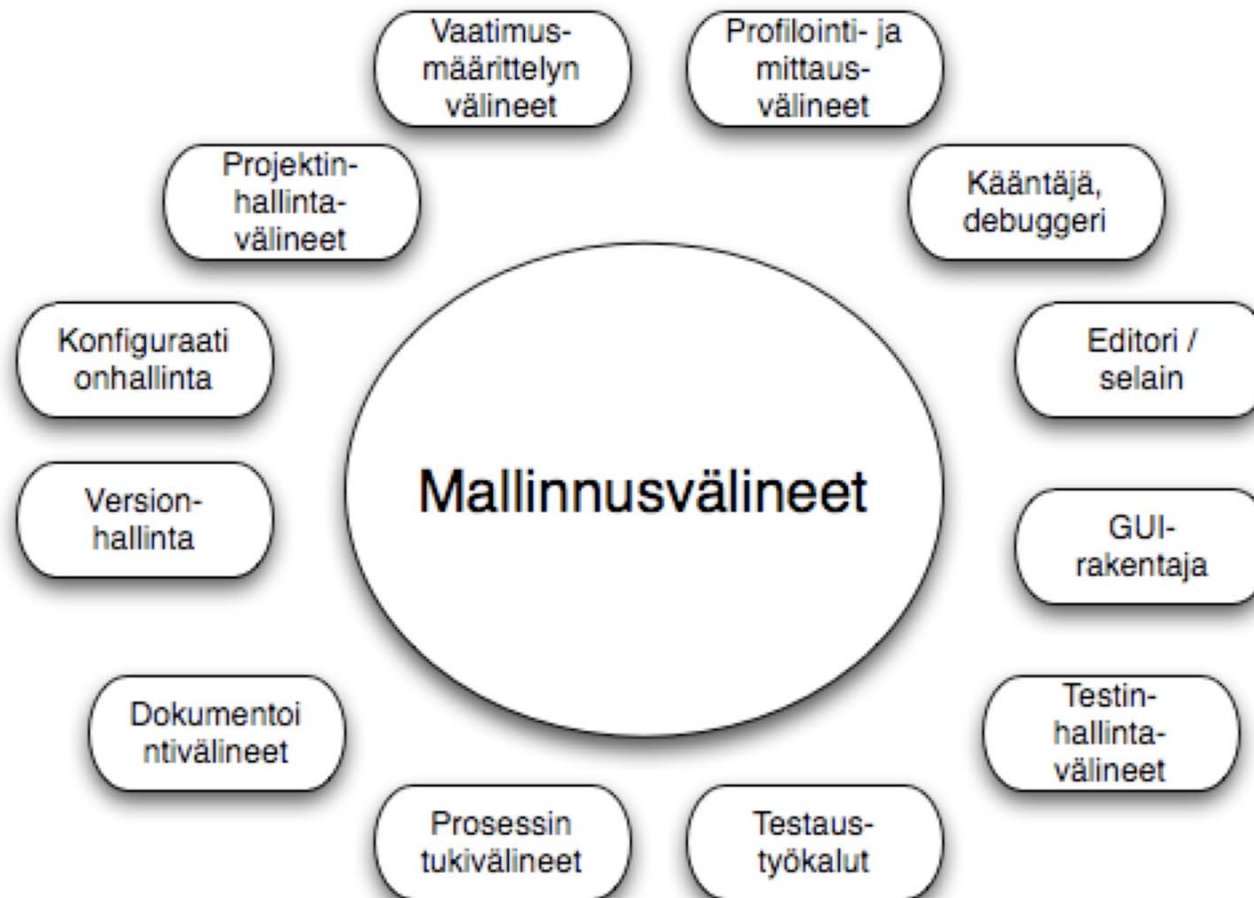 Vaatimus-
määrittelyn
välineet
Profilointi- ja
mittaus-
välineet
Projektin-
hallinta-
välineet
Kääntäjä,
debuggeri
Konfiguraati
onhallinta
Editori /
selain
Mallinnusvälineet
Version-
hallinta
GUI-
rakentaja
Dokumentoi
ntivälineet
Testin-
hallinta-
välineet
Prosessin
tukivälineet
Testaus-
työkalut